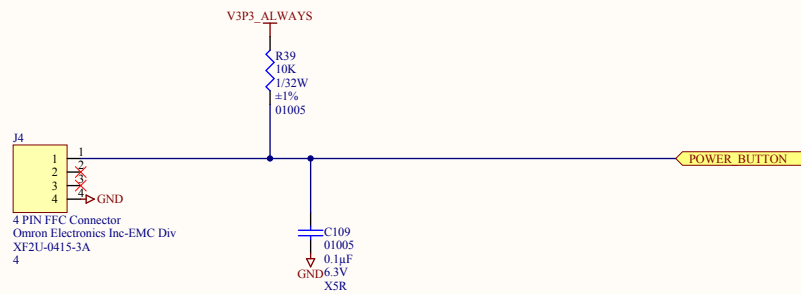 V3P3_ALWAYS
R39
10K
1/32W
±1%
01005
J4
1 1
2 2
3 3
4 4
GND
POWER_BUTTON
4 PIN FFC Connector
Omron Electronics Inc-EMC Div
XF2U-0415-3A
4
C109
01005
0.1µF
GND 6.3V
X5R